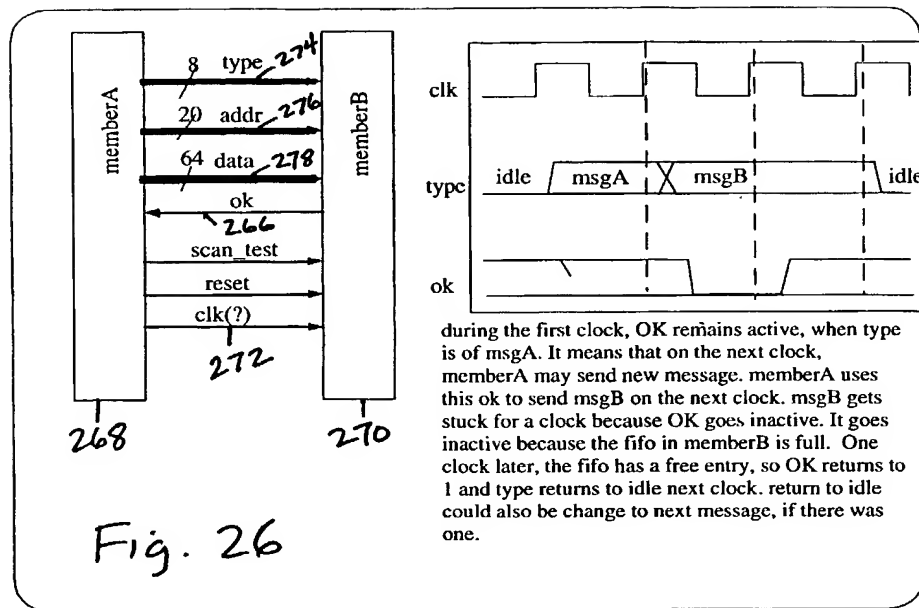 memberA
8 type 274
20 addr 276
64 data 278
ok
266
scan_test
reset
clk(?)
272
memberB
268
270
clk
type
idle
msgA
msgB
idle
ok
during the first clock, OK remains active, when type
is of msgA. It means that on the next clock,
memberA may send new message. memberA uses
this ok to send msgB on the next clock. msgB gets
stuck for a clock because OK goes inactive. It goes
inactive because the fifo in memberB is full. One
clock later, the fifo has a free entry, so OK returns to
1 and type returns to idle next clock. return to idle
could also be change to next message, if there was
one.
Fig. 26